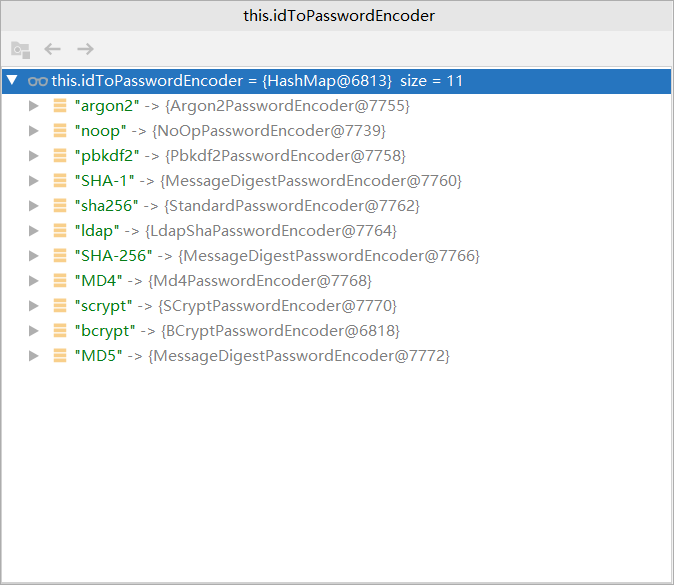 this.idToPasswordEncoder
this.idToPasswordEncoder = {HashMap@6813} size = 11
"argon2" -> {Argon2PasswordEncoder@7755}
"noop" -> {NoOpPasswordEncoder@7739}
"pbkdf2" -> {Pbkdf2PasswordEncoder@7758}
"SHA-1" -> {MessageDigestPasswordEncoder@7760}
"sha256" -> {StandardPasswordEncoder@7762}
"ldap" -> {LdapShaPasswordEncoder@7764}
"SHA-256" -> {MessageDigestPasswordEncoder@7766}
"MD4" -> {Md4PasswordEncoder@7768}
"scrypt" -> {SCryptPasswordEncoder@7770}
"bcrypt" -> {BCryptPasswordEncoder@6818}
"MD5" -> {MessageDigestPasswordEncoder@7772}